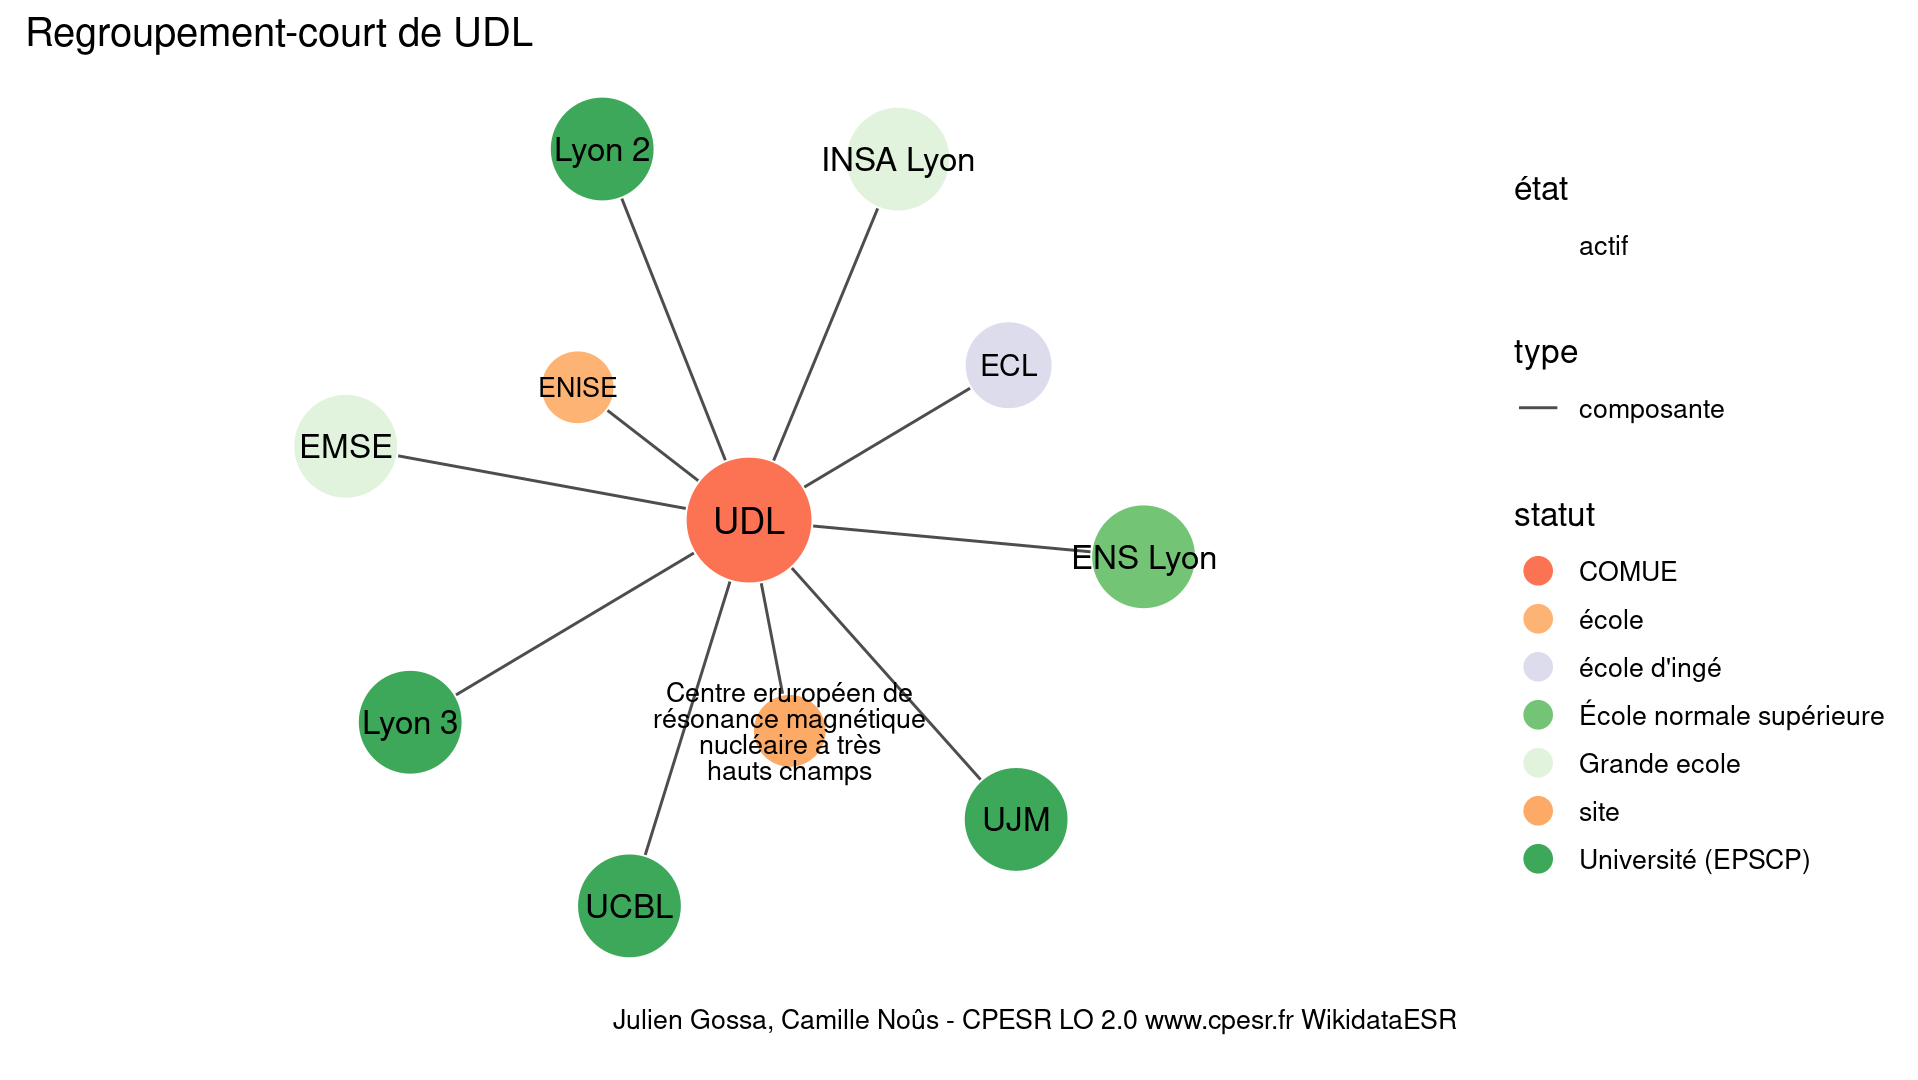 Regroupement-court de UDL
Lyon 2
INSA Lyon
ECL
ENISE
EMSE
UDL
ENS Lyon
Lyon 3
Centre eruropéen de
résonance magnétique
nucléaire à très
hauts champs
UJM
UCBL
état
actif
type
composante
statut
COMUE
école
école d'ingé
École normale supérieure
Grande ecole
site
Université (EPSCP)
Julien Gossa, Camille Noûs - CPESR LO 2.0 www.cpesr.fr WikidataESR